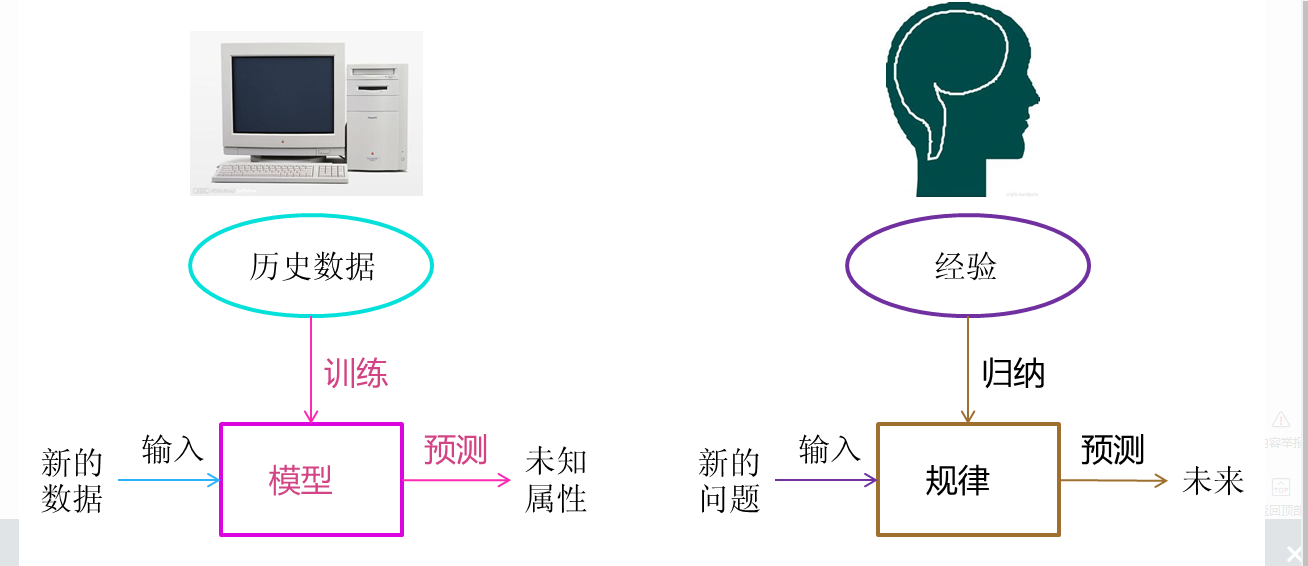 历史数据
训练
输入
新的
数据
模型
预测
未知
属性
经验
归纳
输入
新的
问题
规律
预测
未来
TOP